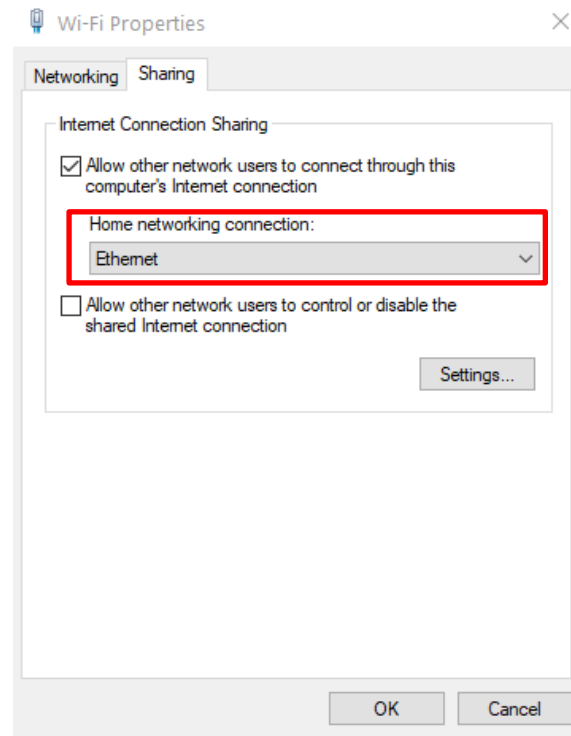 Wi-Fi Properties
Networking
Sharing
Internet Connection Sharing
Allow other network users to connect through this
computer's Internet connection
Home networking connection:
Ethernet
Allow other network users to control or disable the
shared Internet connection
Settings...
OK
Cancel